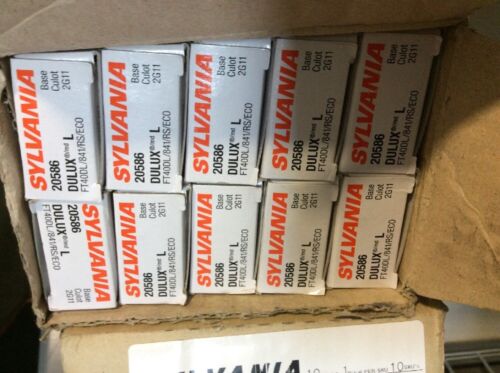 SYLVANIA
20586
DULUX L
FT40DL/841/RS/ECO
Base
Culot
2G11
SYLVANIA
20586
DULUX L
FT40DL/841/RS/ECO
Base
Culot
2G11
SYLVANIA
20586
DULUX L
FT40DL/841/RS/ECO
Base
Culot
2G11
SYLVANIA
20586
DULUX L
FT40DL/841/RS/ECO
Base
Culot
2G11
SYLVANIA
20586
DULUX L
FT40DL/841/RS/ECO
Base
Culot
2G11
SYLVANIA
20586
DULUX L
FT40DL/841/RS/ECO
Base
Culot
2G11
SYLVANIA
20586
DULUX L
FT40DL/841/RS/ECO
Base
Culot
2G11
SYLVANIA
20586
DULUX L
FT40DL/841/RS/ECO
Base
Culot
2G11
SYLVANIA
20586
DULUX L
FT40DL/841/RS/ECO
Base
Culot
2G11
SYLVANIA
20586
DULUX L
FT40DL/841/RS/ECO
Base
Culot
2G11
LVANIA